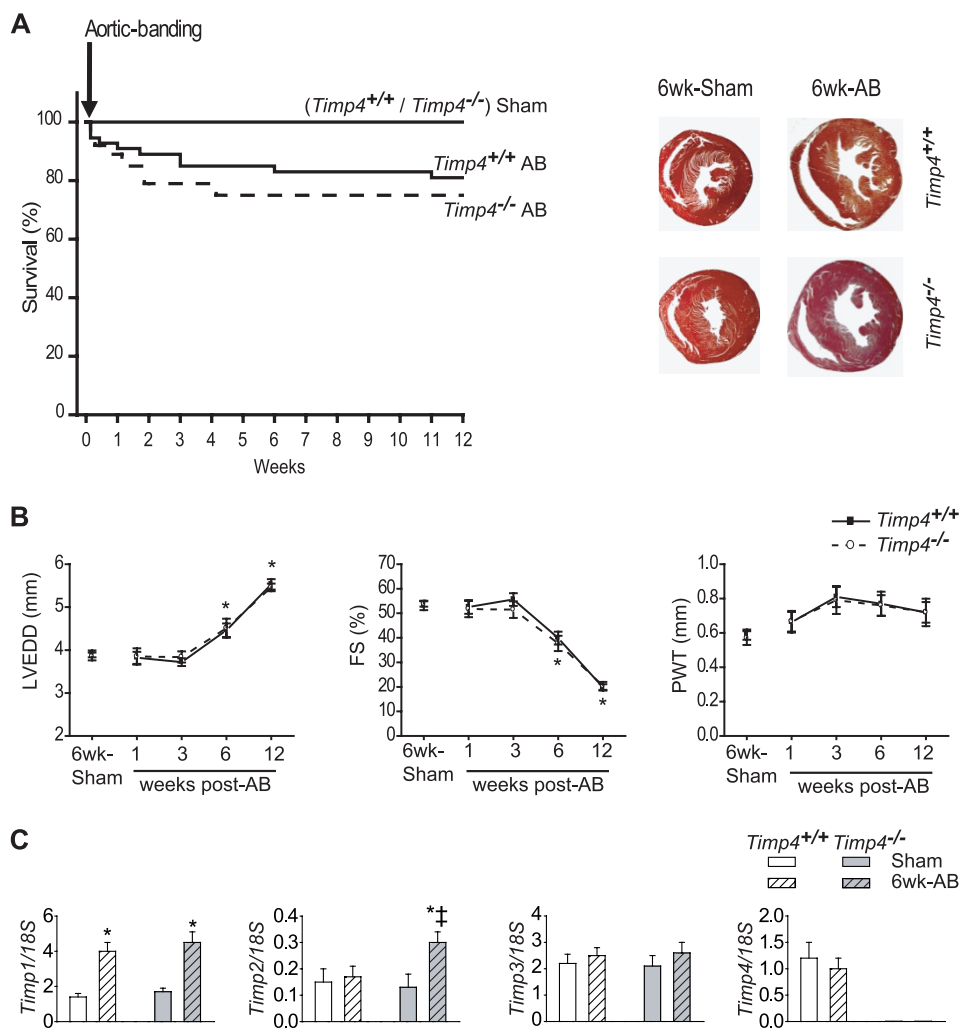 A
Aortic-banding
(Timp4+/+ / Timp4-/-) Sham
Timp4+/+ AB
Timp4-/- AB
Survival (%)
100
80
60
40
20
0
0 1 2 3 4 5 6 7 8 9 10 11 12
Weeks
6wk-Sham 6wk-AB
Timp4+/+
Timp4-/-
B
Timp4+/+
Timp4-/-
LVEDD (mm)
6
5
4
3
2
* *
6wk-Sham
1 3 6 12
weeks post-AB
FS (%)
70
60
50
40
30
20
10
0
* *
6wk-Sham
1 3 6 12
weeks post-AB
PWT (mm)
1.0
0.8
0.6
0.4
0.2
0.0
6wk-Sham
1 3 6 12
weeks post-AB
C
Timp4+/+ Timp4-/-
Sham
6wk-AB
Timp1/18S
6
4
2
0
* *
Timp2/18S
0.4
0.3
0.2
0.1
0.0
*‡
Timp3/18S
4
3
2
1
0
Timp4/18S
2.0
1.5
1.0
0.5
0.0